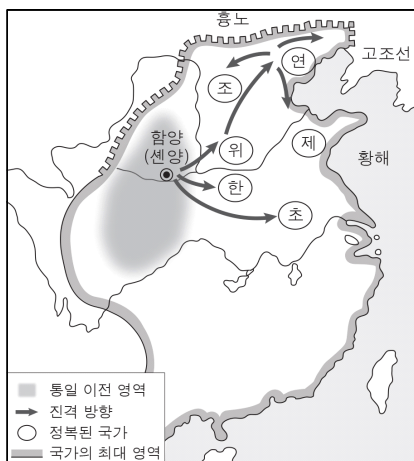 흉노
고조선
연
조
함양
(셴양)
위
제
황해
한
초
통일 이전 영역
진격 방향
정복된 국가
국가의 최대 영역